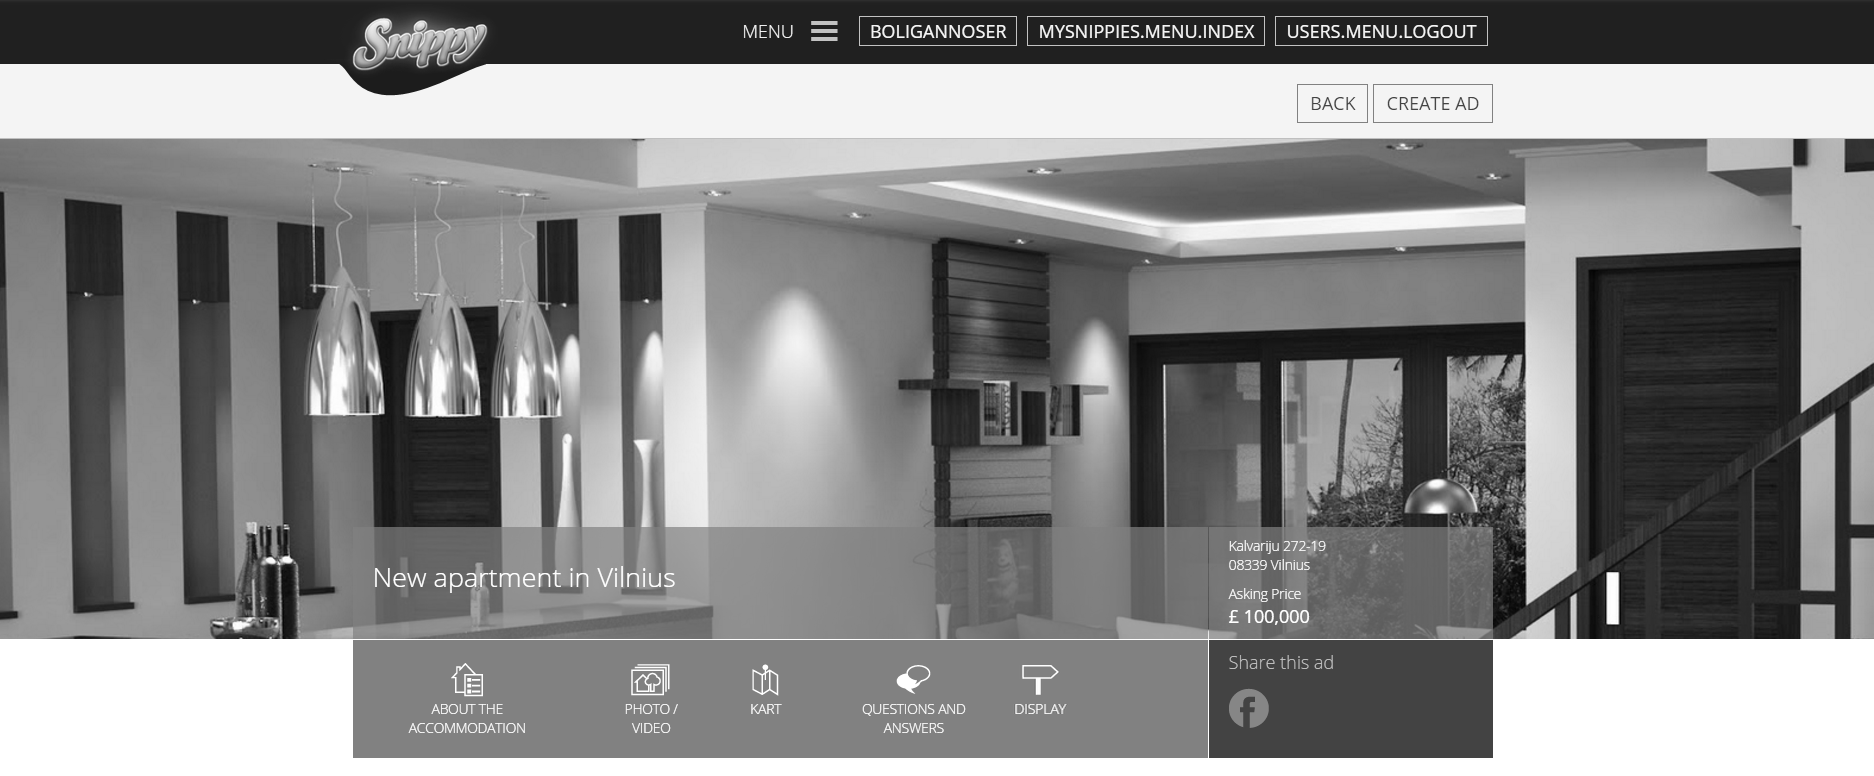 Snippy
MENU
BOLIGANNOSER
MYSNIPPIES.MENU.INDEX
USERS.MENU.LOGOUT
BACK
CREATE AD
New apartment in Vilnius
Kalvariju 272-19
08339 Vilnius
Asking Price
£ 100,000
ABOUT THE
ACCOMMODATION
PHOTO /
VIDEO
KART
QUESTIONS AND
ANSWERS
DISPLAY
Share this ad